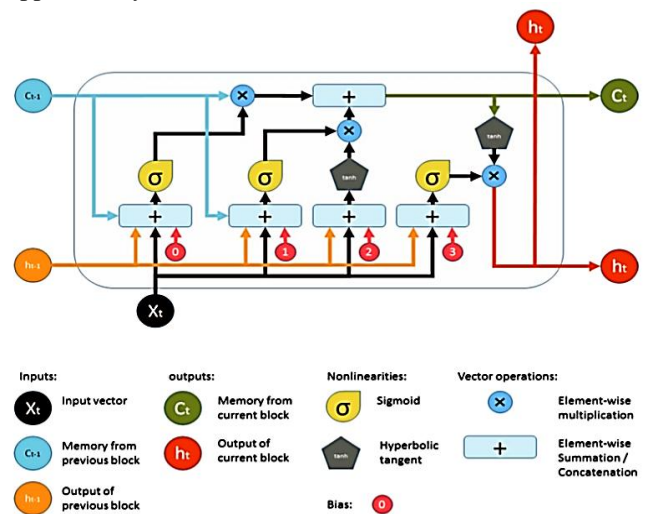 ht
Ct-1
×
+
Ct
×
tanh
σ
σ
tanh
σ
×
+
+
+
+
0
1
2
3
ht-1
ht
Xt
Inputs:
outputs:
Nonlinearities:
Vector operations:
Xt
Input vector
Ct
Memory from
current block
σ
Sigmoid
×
Element-wise
multiplication
Ct-1
Memory from
previous block
ht
Output of
current block
tanh
Hyperbolic
tangent
+
Element-wise
Summation /
Concatenation
ht-1
Output of
previous block
Bias:
0